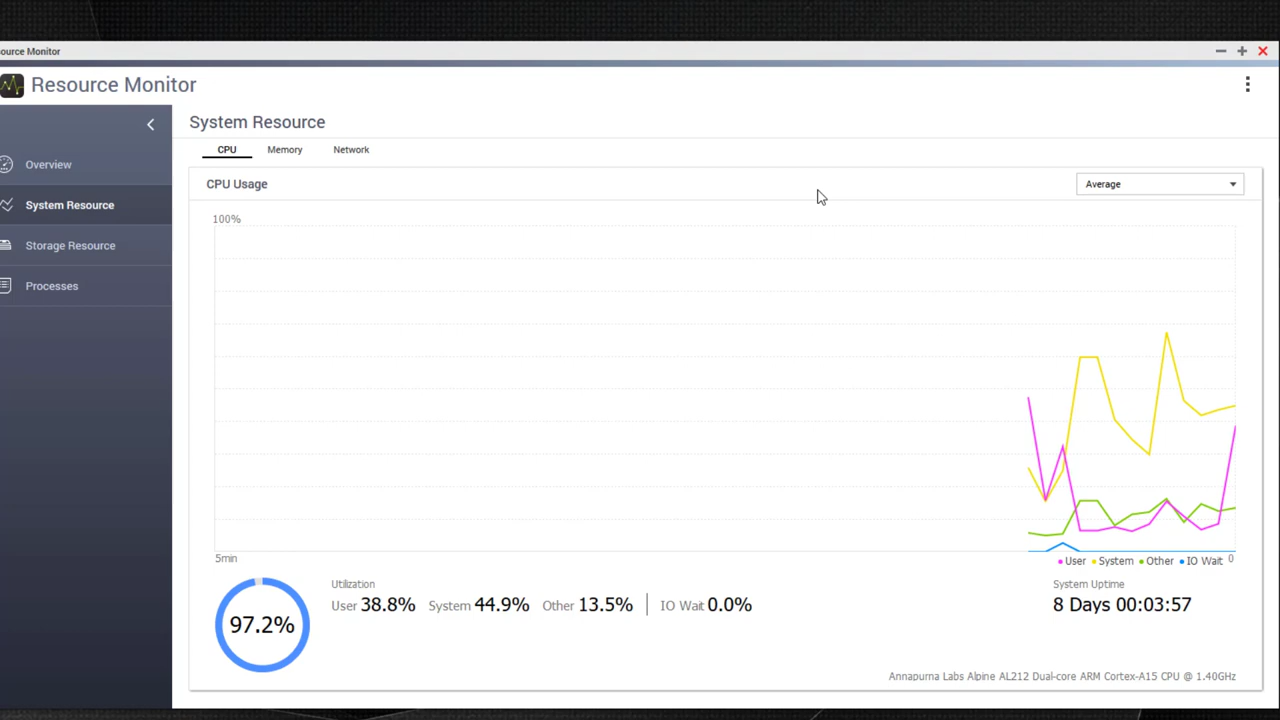 ource Monitor
Resource Monitor
System Resource
CPU Memory Network
Overview
System Resource
Storage Resource
Processes
CPU Usage Average
100%
5min 0
User System Other IO Wait
97.2%
Utilization
User 38.8% System 44.9% Other 13.5% IO Wait 0.0%
System Uptime
8 Days 00:03:57
Annapurna Labs Alpine AL212 Dual-core ARM Cortex-A15 CPU @ 1.40GHz